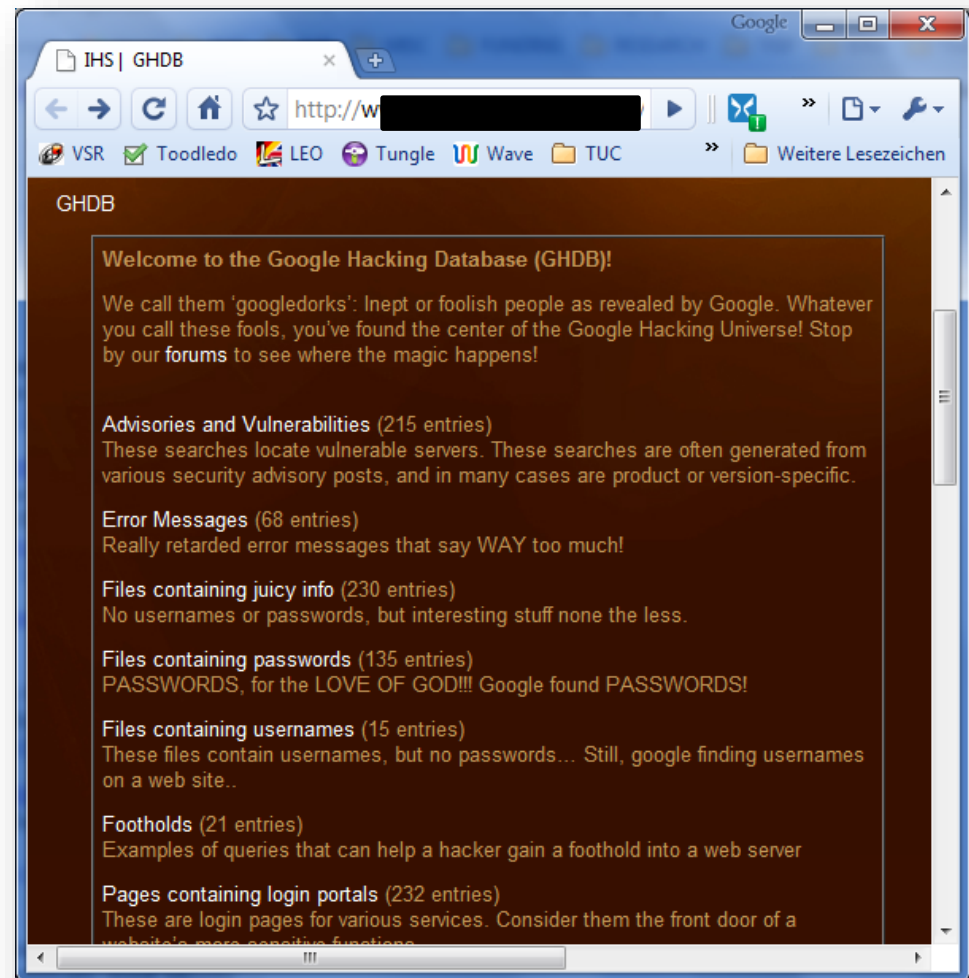 Google
IHS | GHDB
http://w
VSR Toodledo LEO Tungle Wave TUC » Weitere Lesezeichen
GHDB
Welcome to the Google Hacking Database (GHDB)!
We call them ‘googledorks’: Inept or foolish people as revealed by Google. Whatever
you call these fools, you’ve found the center of the Google Hacking Universe! Stop
by our forums to see where the magic happens!
Advisories and Vulnerabilities (215 entries)
These searches locate vulnerable servers. These searches are often generated from
various security advisory posts, and in many cases are product or version-specific.
Error Messages (68 entries)
Really retarded error messages that say WAY too much!
Files containing juicy info (230 entries)
No usernames or passwords, but interesting stuff none the less.
Files containing passwords (135 entries)
PASSWORDS, for the LOVE OF GOD!!! Google found PASSWORDS!
Files containing usernames (15 entries)
These files contain usernames, but no passwords… Still, google finding usernames
on a web site..
Footholds (21 entries)
Examples of queries that can help a hacker gain a foothold into a web server
Pages containing login portals (232 entries)
These are login pages for various services. Consider them the front door of a
website’s more sensitive functions